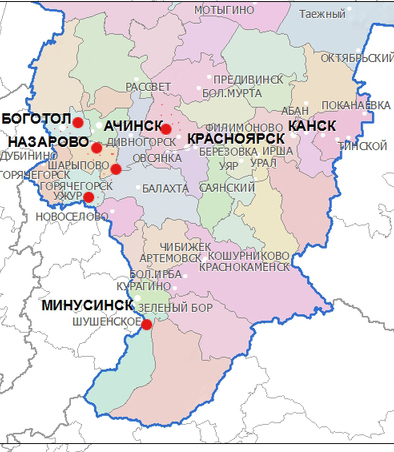 МОТЫГИНО
Таежный
ОКТЯБРЬСКИЙ
РАССВЕТ
ПРЕДИВИНСК
БОЛ.МУРТА
АБАН
ПОКАНАЕВКА
БОГОТОЛ
АЧИНСК
ФИЛИМОНОВО
КАНСК
НАЗАРОВО
ДИВНОГОРСК
КРАСНОЯРСК
ТИНСКОЙ
ДУБИНИНО
ШАРЫПОВО
ОВСЯНКА
БЕРЕЗОВКА
ИРША
УЯР
УРАЛ
ГОРЯЧЕГОРСК
ГОРЯЧЕГОРСК
БАЛАХТА
САЯНСКИЙ
УЖУР
НОВОСЕЛОВО
ЧИБИЖЕК
АРТЕМОВСК
КОШУРНИКОВО
КРАСНОКАМЕНСК
БОЛ.ИРБА
КУРАГИНО
МИНУСИНСК
ЗЕЛЕНЫЙ БОР
ШУШЕНСКОЕ